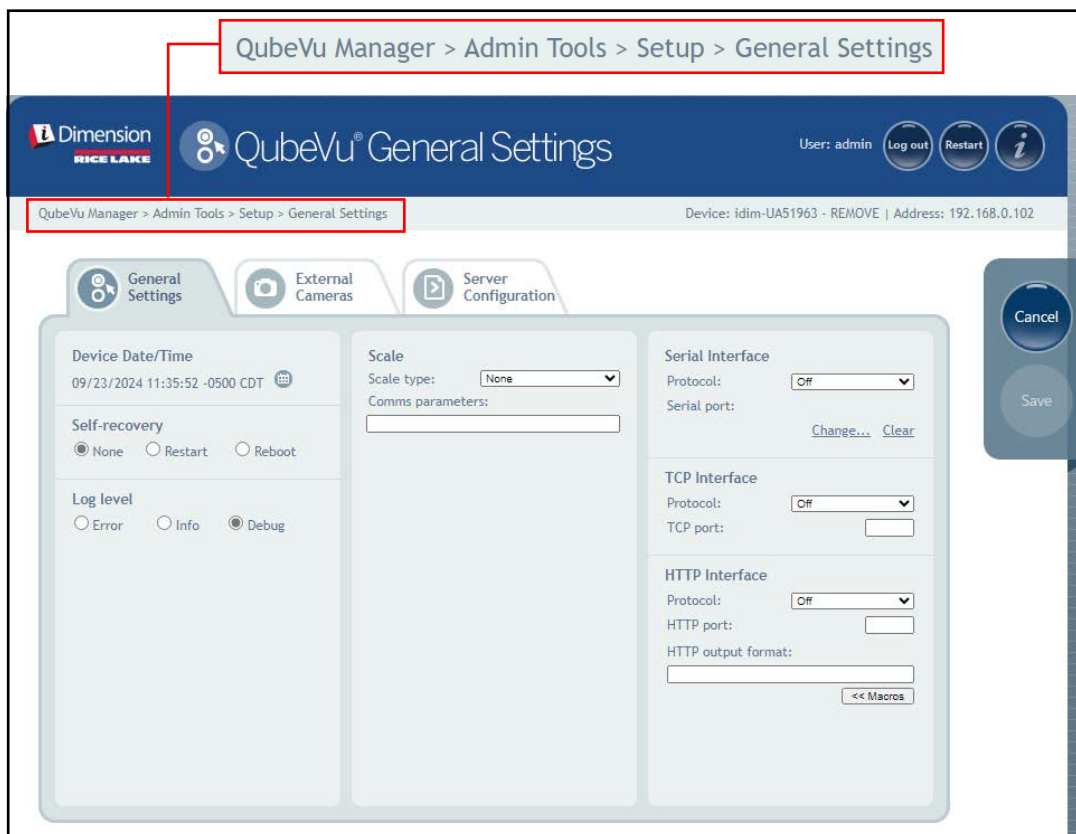 QubeVu Manager > Admin Tools > Setup > General Settings
i Dimension
RICE LAKE
QubeVu® General Settings
User: admin
Log out
Restart
i
QubeVu Manager > Admin Tools > Setup > General Settings
Device: idim-UA51963 - REMOVE | Address: 192.168.0.102
General
Settings
External
Cameras
Server
Configuration
Cancel
Save
Device Date/Time
09/23/2024 11:35:52 -0500 CDT
Self-recovery
None Restart Reboot
Log level
Error Info Debug
Scale
Scale type: None
Comms parameters:
Serial Interface
Protocol: Off
Serial port:
Change... Clear
TCP Interface
Protocol: Off
TCP port:
HTTP Interface
Protocol: Off
HTTP port:
HTTP output format:
<< Macros